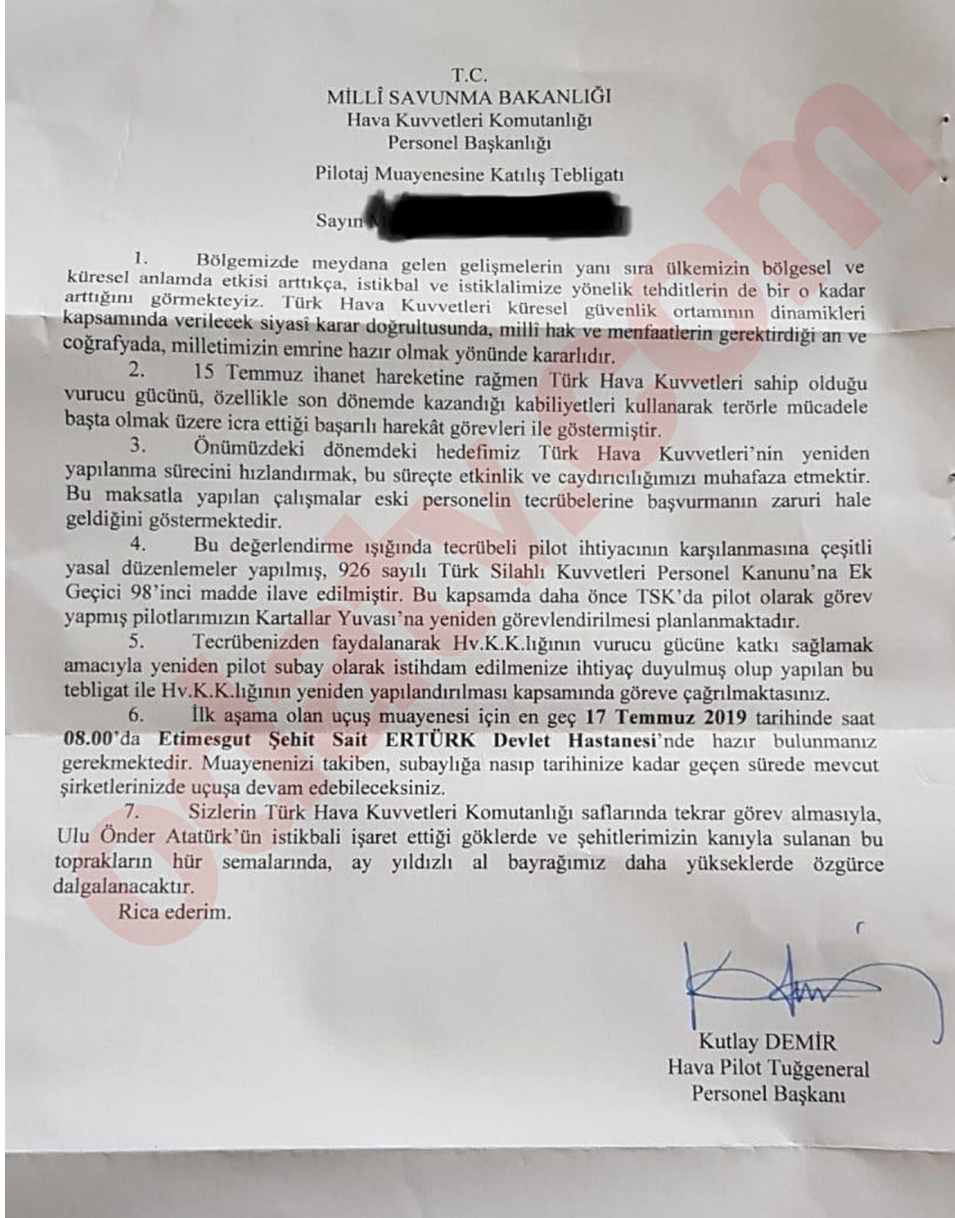 T.C.
MİLLÎ SAVUNMA BAKANLIĞI
Hava Kuvvetleri Komutanlığı
Personel Başkanlığı
Pilotaj Muayenesine Katılış Tebligatı
Sayın
1. Bölgemizde meydana gelen gelişmelerin yanı sıra ülkemizin bölgesel ve
küresel anlamda etkisi arttıkça, istikbal ve istiklalimize yönelik tehditlerin de bir o kadar
arttığını görmekteyiz. Türk Hava Kuvvetleri küresel güvenlik ortamının dinamikleri
kapsamında verilecek siyasî karar doğrultusunda, millî hak ve menfaatlerin gerektirdiği an ve
coğrafyada, milletimizin emrine hazır olmak yönünde kararlıdır.
2. 15 Temmuz ihanet hareketine rağmen Türk Hava Kuvvetleri sahip olduğu
vurucu gücünü, özellikle son dönemde kazandığı kabiliyetleri kullanarak terörle mücadele
başta olmak üzere icra ettiği başarılı harekât görevleri ile göstermiştir.
3. Önümüzdeki dönemdeki hedefimiz Türk Hava Kuvvetleri’nin yeniden
yapılanma sürecini hızlandırmak, bu süreçte etkinlik ve caydırıcılığımızı muhafaza etmektir.
Bu maksatla yapılan çalışmalar eski personelin tecrübelerine başvurmanın zaruri hale
geldiğini göstermektedir.
4. Bu değerlendirme ışığında tecrübeli pilot ihtiyacının karşılanmasına çeşitli
yasal düzenlemeler yapılmış, 926 sayılı Türk Silahlı Kuvvetleri Personel Kanunu’na Ek
Geçici 98’inci madde ilave edilmiştir. Bu kapsamda daha önce TSK’da pilot olarak görev
yapmış pilotlarımızın Kartallar Yuvası’na yeniden görevlendirilmesi planlanmaktadır.
5. Tecrübenizden faydalanarak Hv.K.K.lığının vurucu gücüne katkı sağlamak
amacıyla yeniden pilot subay olarak istihdam edilmenize ihtiyaç duyulmuş olup yapılan bu
tebligat ile Hv.K.K.lığının yeniden yapılandırılması kapsamında göreve çağrılmaktasınız.
6. İlk aşama olan uçuş muayenesi için en geç 17 Temmuz 2019 tarihinde saat
08.00’da Etimesgut Şehit Sait ERTÜRK Devlet Hastanesi’nde hazır bulunmanız
gerekmektedir. Muayenenizi takiben, subaylığa nasıp tarihinize kadar geçen sürede mevcut
şirketlerinizde uçuşa devam edebileceksiniz.
7. Sizlerin Türk Hava Kuvvetleri Komutanlığı saflarında tekrar görev almasıyla,
Ulu Önder Atatürk’ün istikbali işaret ettiği göklerde ve şehitlerimizin kanıyla sulanan bu
toprakların hür semalarında, ay yıldızlı al bayrağımız daha yükseklerde özgürce
dalgalanacaktır.
Rica ederim.
Kutlay DEMİR
Hava Pilot Tuğgeneral
Personel Başkanı